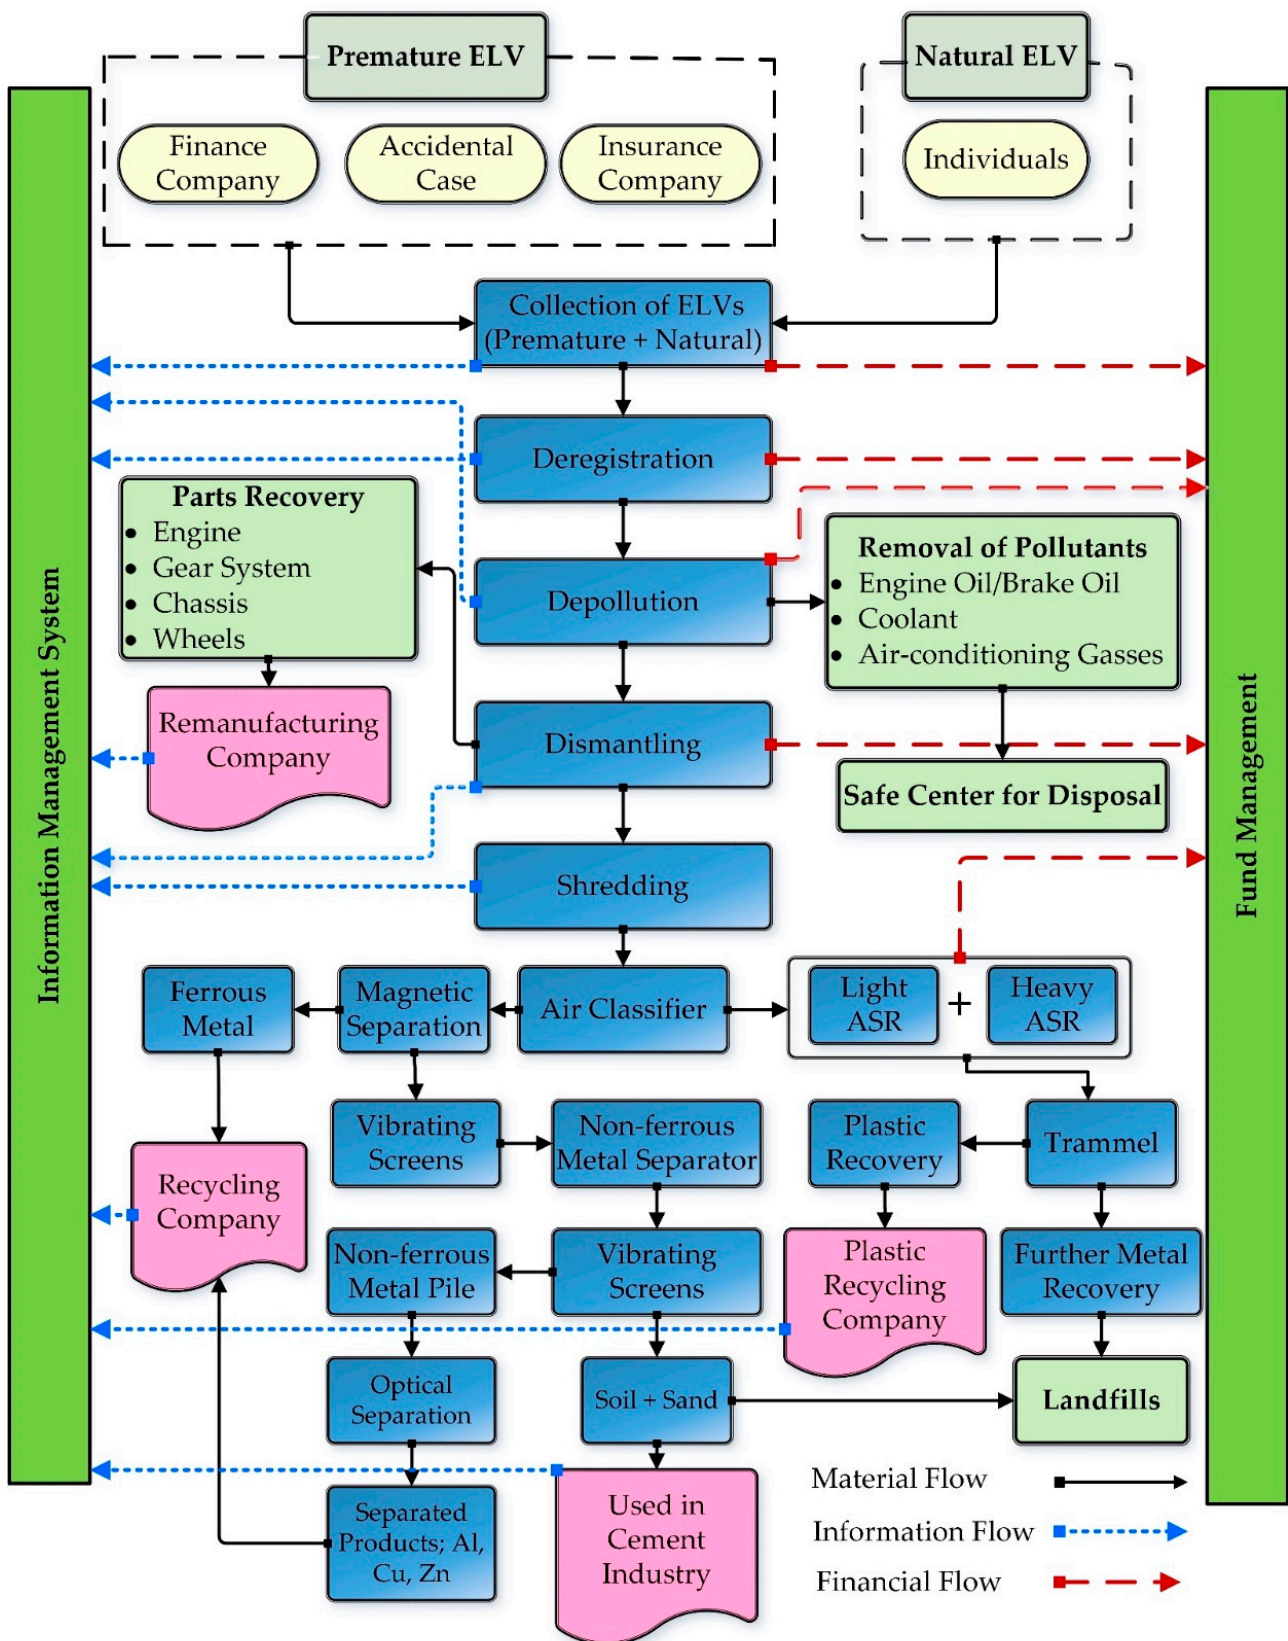 Premature ELV
Natural ELV
Finance
Company
Accidental
Case
Insurance
Company
Individuals
Collection of ELVs
(Premature + Natural)
Deregistration
Parts Recovery
• Engine
• Gear System
• Chassis
• Wheels
Depollution
Removal of Pollutants
• Engine Oil/Brake Oil
• Coolant
• Air-conditioning Gasses
Remanufacturing
Company
Dismantling
Safe Center for Disposal
Information Management System
Fund Management
Shredding
Ferrous
Metal
Magnetic
Separation
Air Classifier
Light
ASR
+
Heavy
ASR
Vibrating
Screens
Non-ferrous
Metal Separator
Plastic
Recovery
Trammel
Recycling
Company
Non-ferrous
Metal Pile
Vibrating
Screens
Plastic
Recycling
Company
Further Metal
Recovery
Optical
Separation
Soil + Sand
Landfills
Separated
Products; Al,
Cu, Zn
Used in
Cement
Industry
Material Flow
Information Flow
Financial Flow